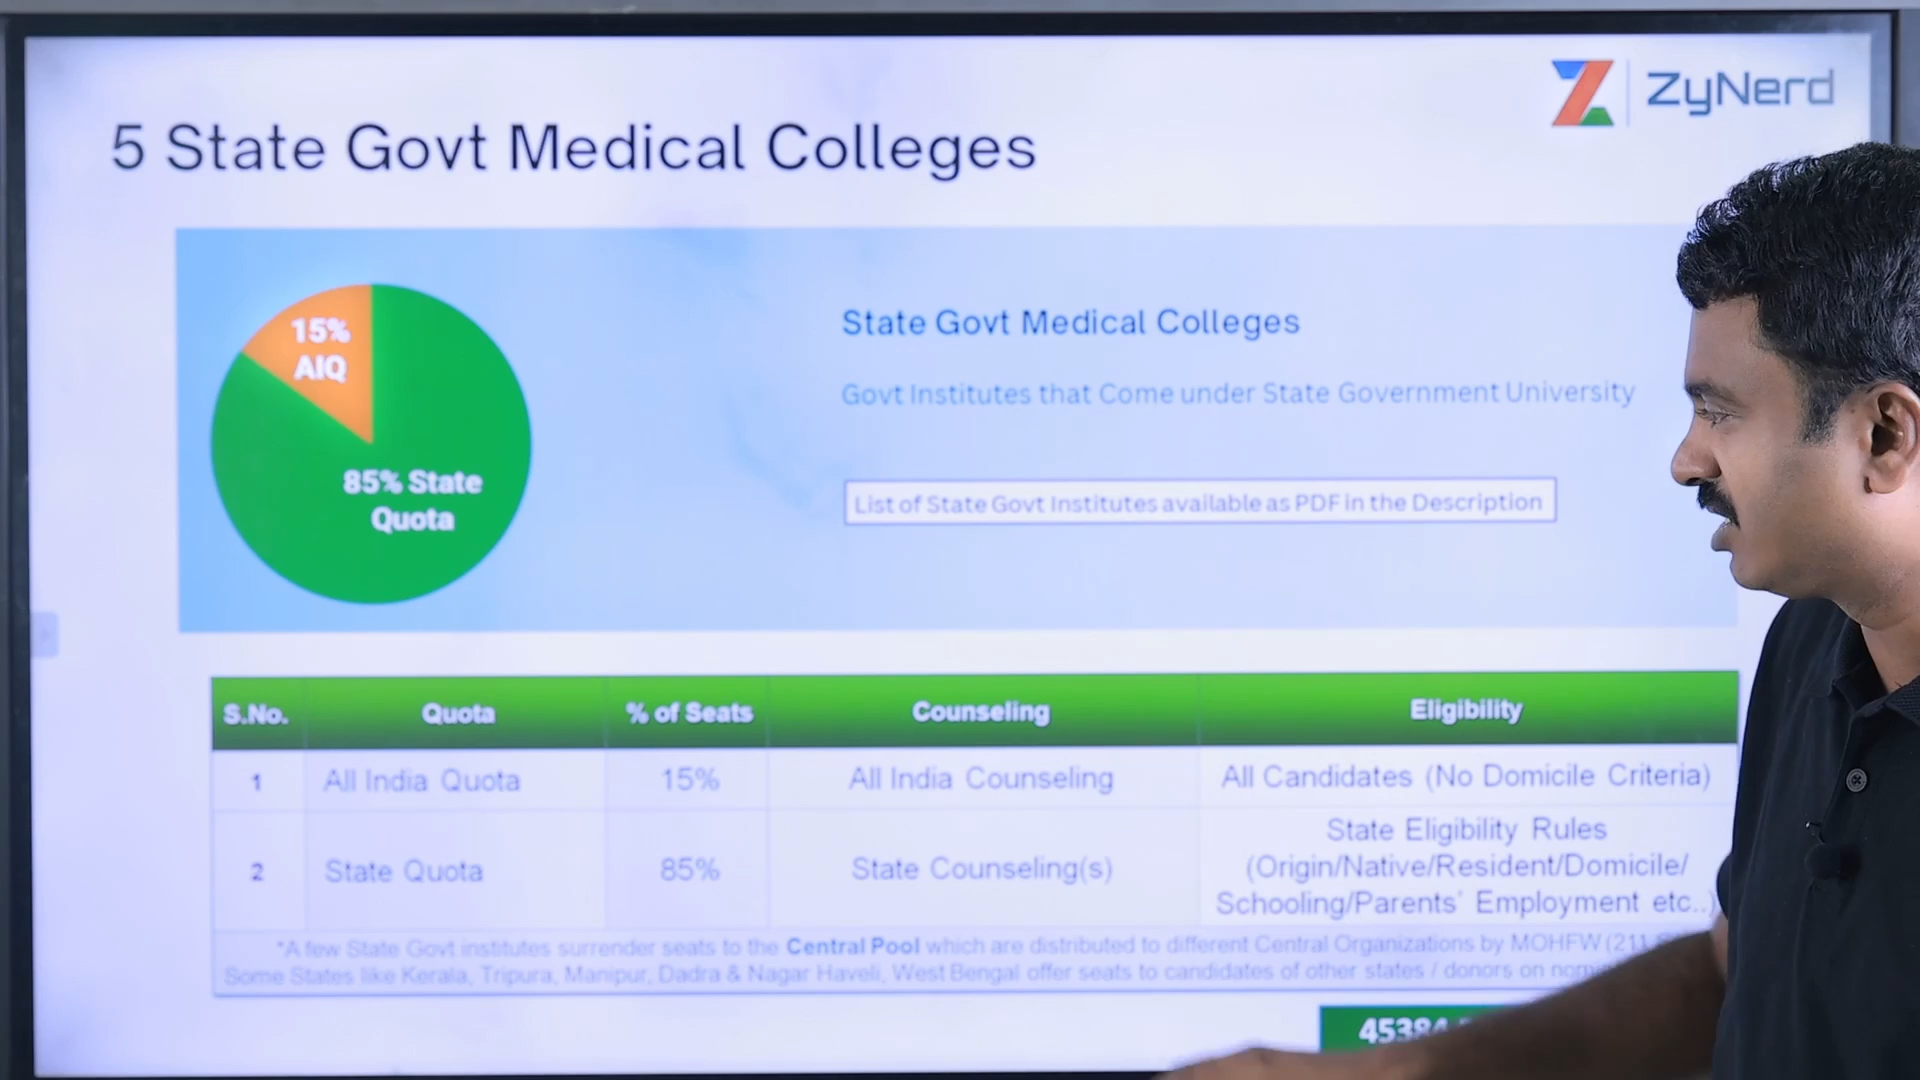 ZyNerd
5 State Govt Medical Colleges
15%
AIQ
85% State
Quota
State Govt Medical Colleges
Govt Institutes that Come under State Government University
List of State Govt Institutes available as PDF in the Description
S.No. Quota % of Seats Counseling Eligibility
1 All India Quota 15% All India Counseling All Candidates (No Domicile Criteria)
2 State Quota 85% State Counseling(s) State Eligibility Rules
(Origin/Native/Resident/Domicile/
Schooling/Parents' Employment etc..)
*A few State Govt institutes surrender seats to the Central Pool which are distributed to different Central Organizations by MOHFW (211
Some States like Kerala, Tripura, Manipur, Dadra & Nagar Haveli, West Bengal offer seats to candidates of other states / donors on
45384